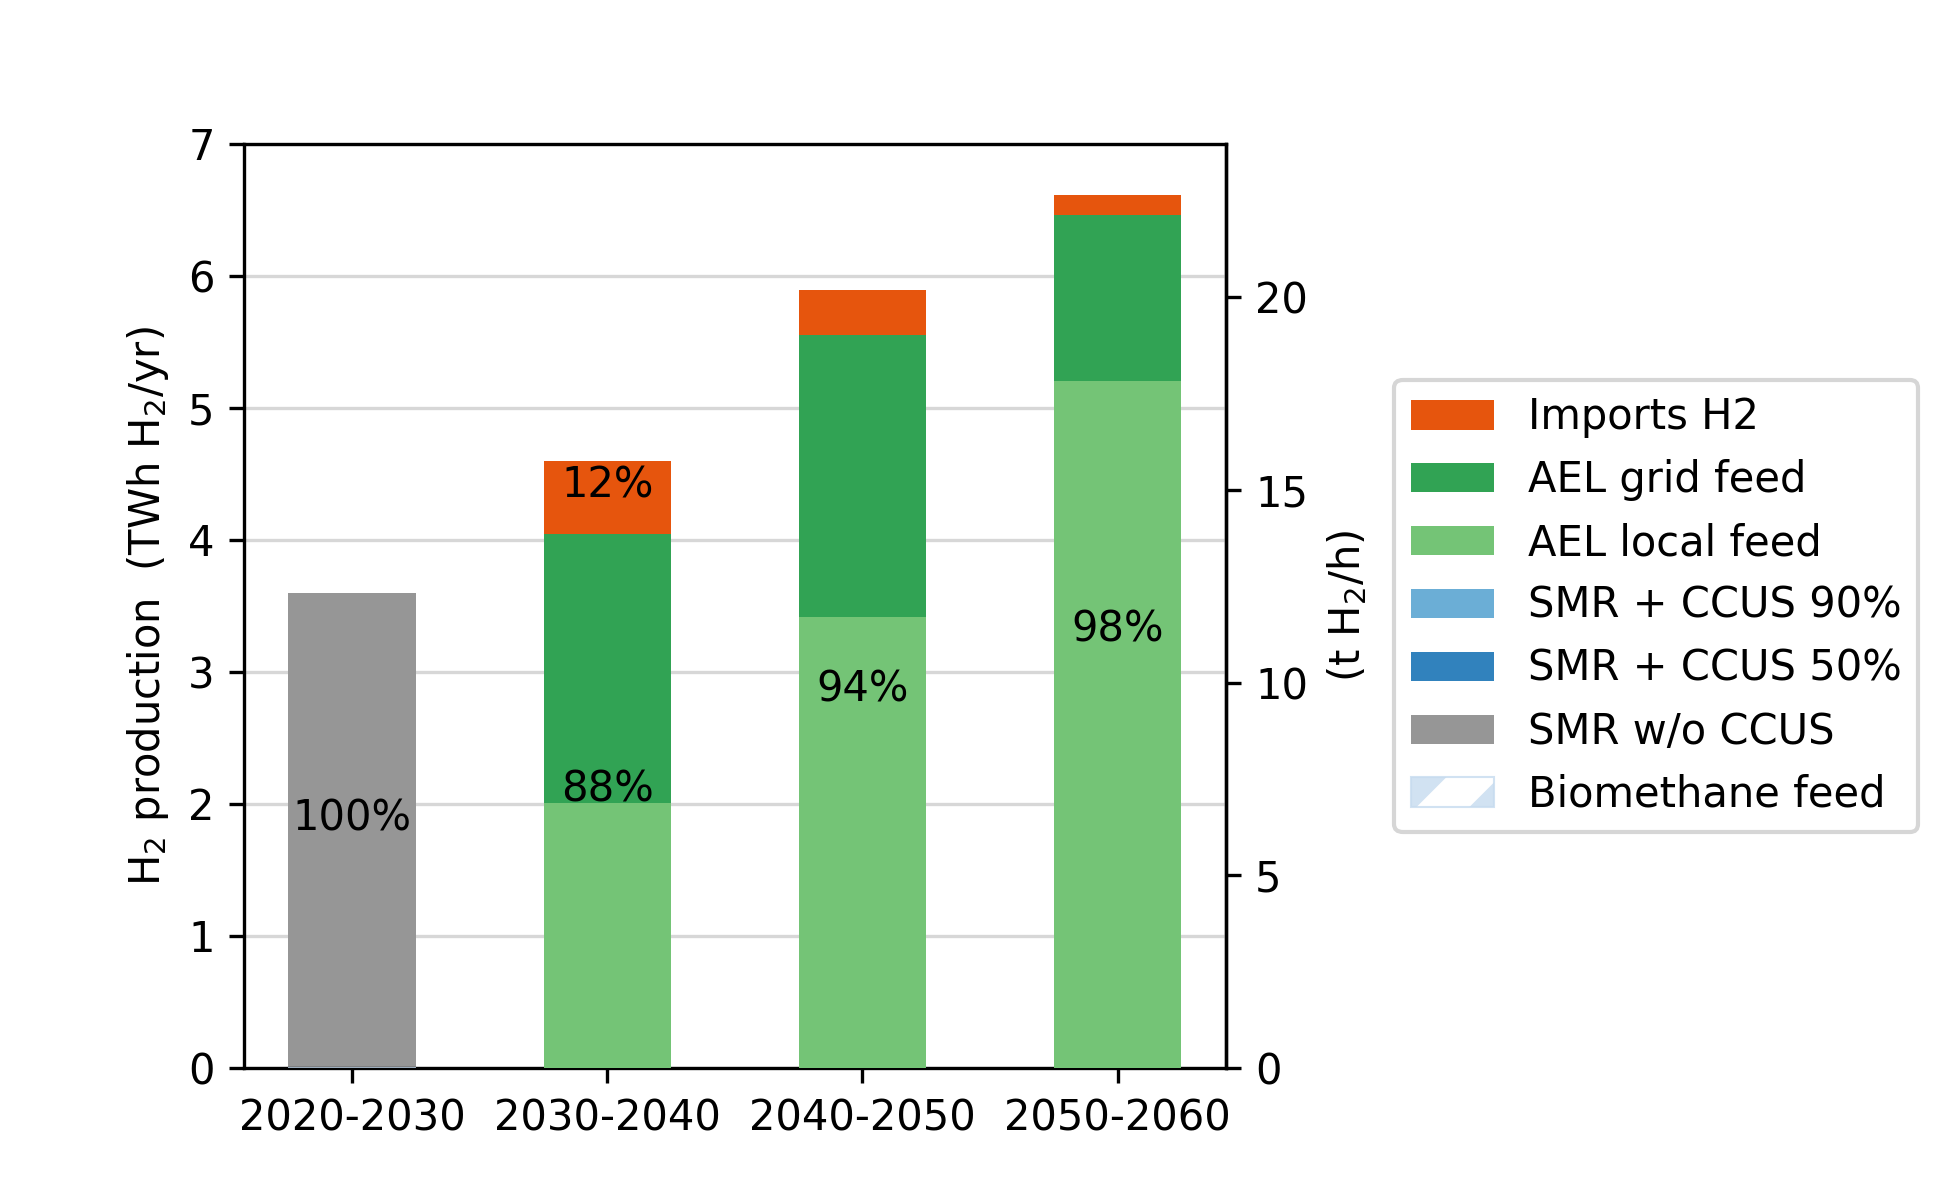 H₂ production (TWh H₂/yr)
7
6
5
4
3
2
1
0
100%
12%
88%
94%
98%
2020-2030
2030-2040
2040-2050
2050-2060
20
15
10
5
0
(t H₂/h)
Imports H2
AEL grid feed
AEL local feed
SMR + CCUS 90%
SMR + CCUS 50%
SMR w/o CCUS
Biomethane feed